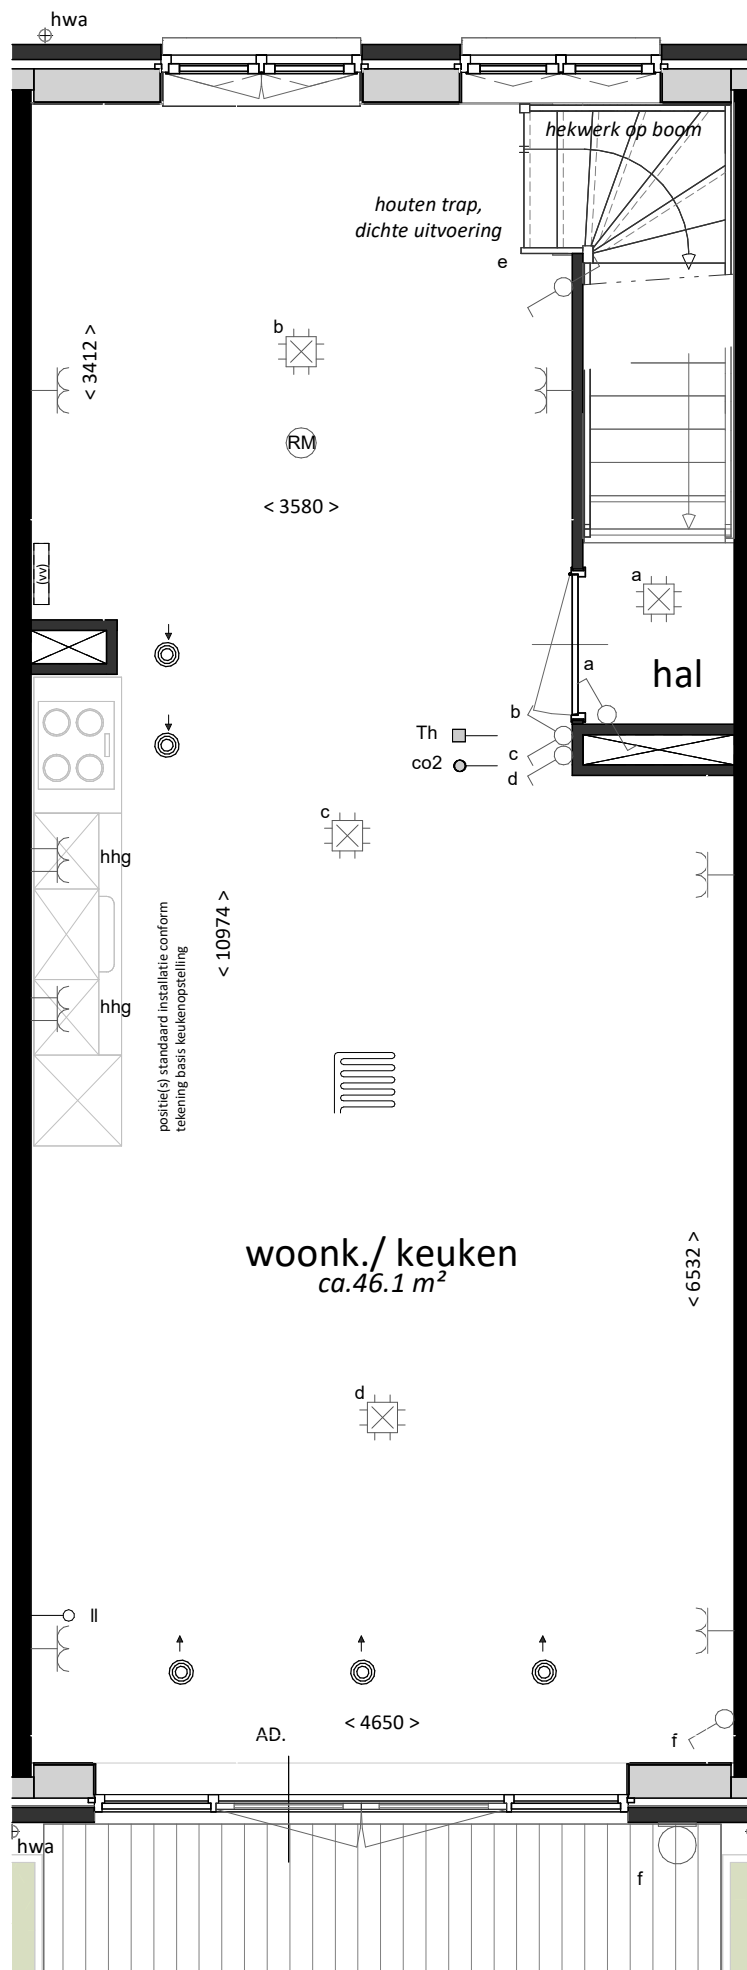 hwa
hekwerk op boom
houten trap,
dichte uitvoering
e
b
< 3412 >
RM
< 3580 >
(vv)
a
a
hal
b
Th
c
co2
d
c
hhg
< 10974 >
positie(s) standaard installatie conform
tekening basis keukenopstelling
hhg
woonk./ keuken
ca.46.1 m²
< 6532 >
d
II
< 4650 >
AD.
f
hwa
f